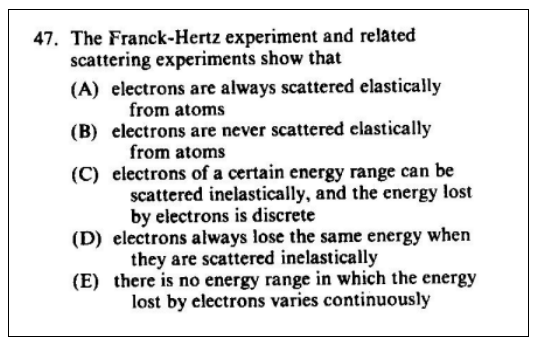 47. The Franck-Hertz experiment and related
scattering experiments show that
(A) electrons are always scattered elastically
from atoms
(B) electrons are never scattered elastically
from atoms
(C) electrons of a certain energy range can be
scattered inelastically, and the energy lost
by electrons is discrete
(D) electrons always lose the same energy when
they are scattered inelastically
(E) there is no energy range in which the energy
lost by electrons varies continuously